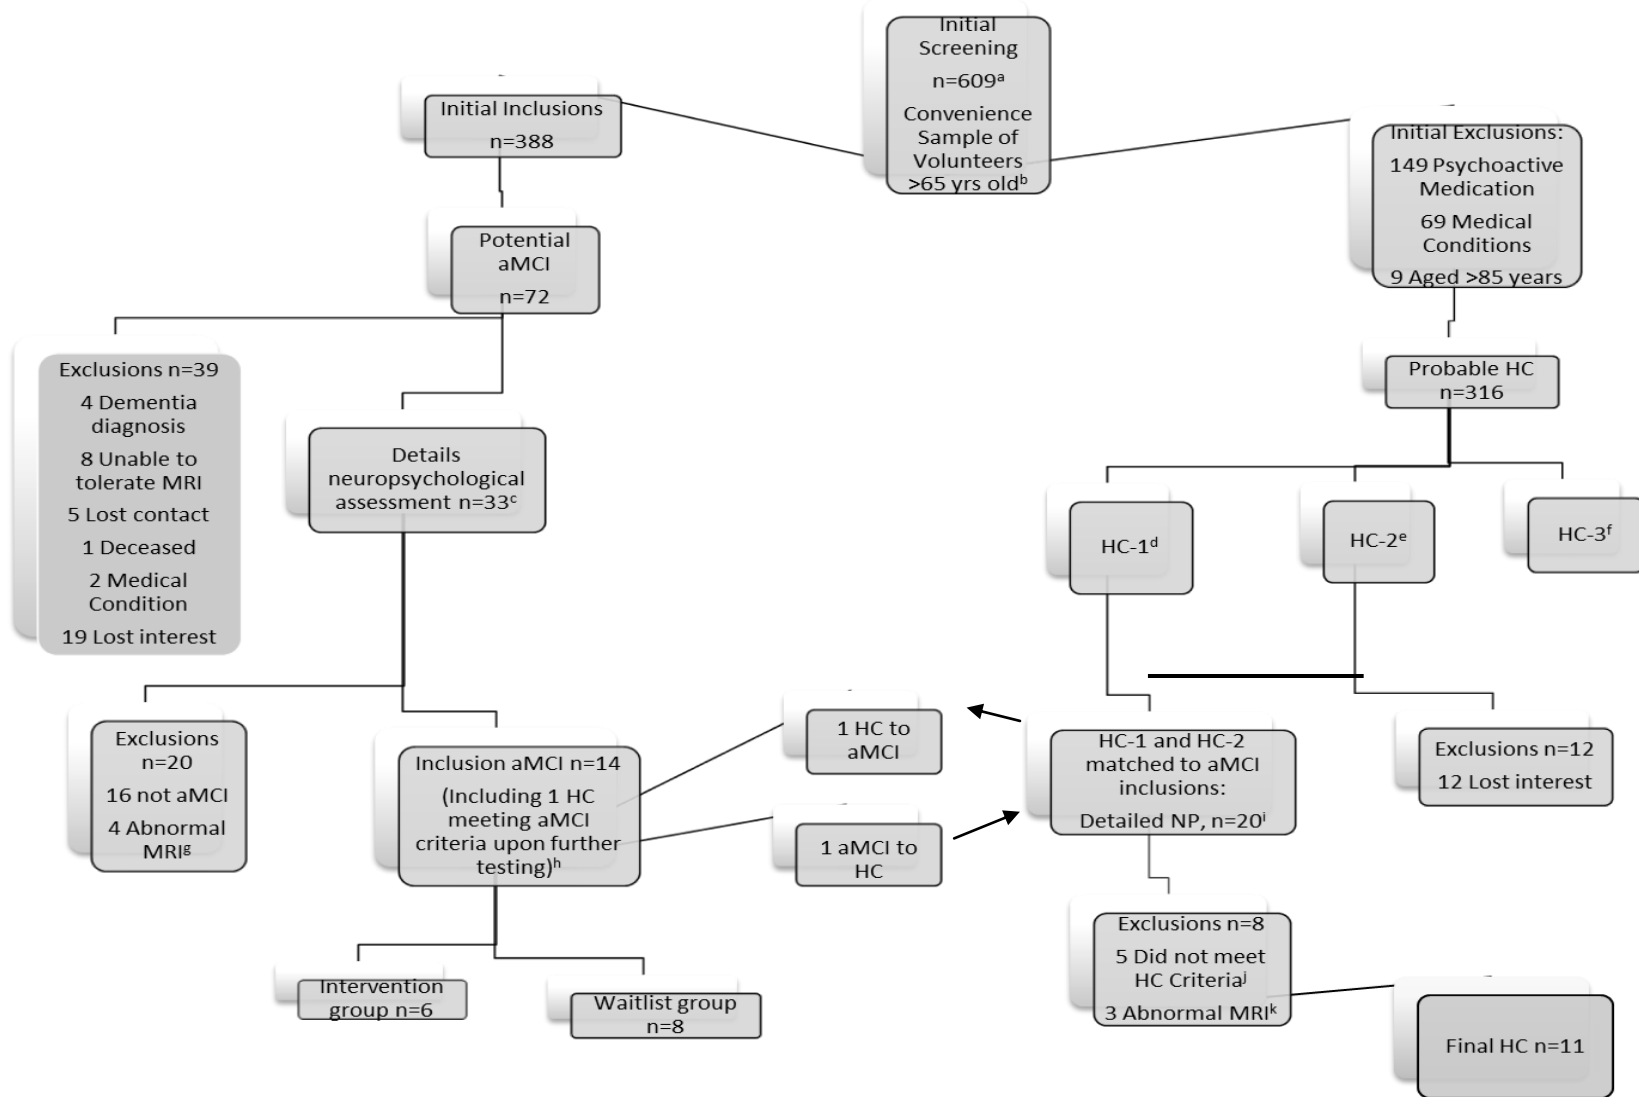 Initial
Screening
n=609ᵃ
Convenience
Sample of
Volunteers
>65 yrs oldᵇ
Initial Inclusions
n=388
Initial Exclusions:
149 Psychoactive
Medication
69 Medical
Conditions
9 Aged >85 years
Potential
aMCI
n=72
Probable HC
n=316
Exclusions n=39
4 Dementia
diagnosis
8 Unable to
tolerate MRI
5 Lost contact
1 Deceased
2 Medical
Condition
19 Lost interest
Details
neuropsychological
assessment n=33ᶜ
HC-1ᵈ
HC-2ᵉ
HC-3ᶠ
Exclusions
n=20
16 not aMCI
4 Abnormal
MRIᵍ
Inclusion aMCI n=14
(Including 1 HC
meeting aMCI
criteria upon further
testing)ʰ
1 HC to
aMCI
1 aMCI to
HC
HC-1 and HC-2
matched to aMCI
inclusions:
Detailed NP, n=20ⁱ
Exclusions n=12
12 Lost interest
Intervention
group n=6
Waitlist group
n=8
Exclusions n=8
5 Did not meet
HC Criteriaʲ
3 Abnormal MRIᵏ
Final HC n=11